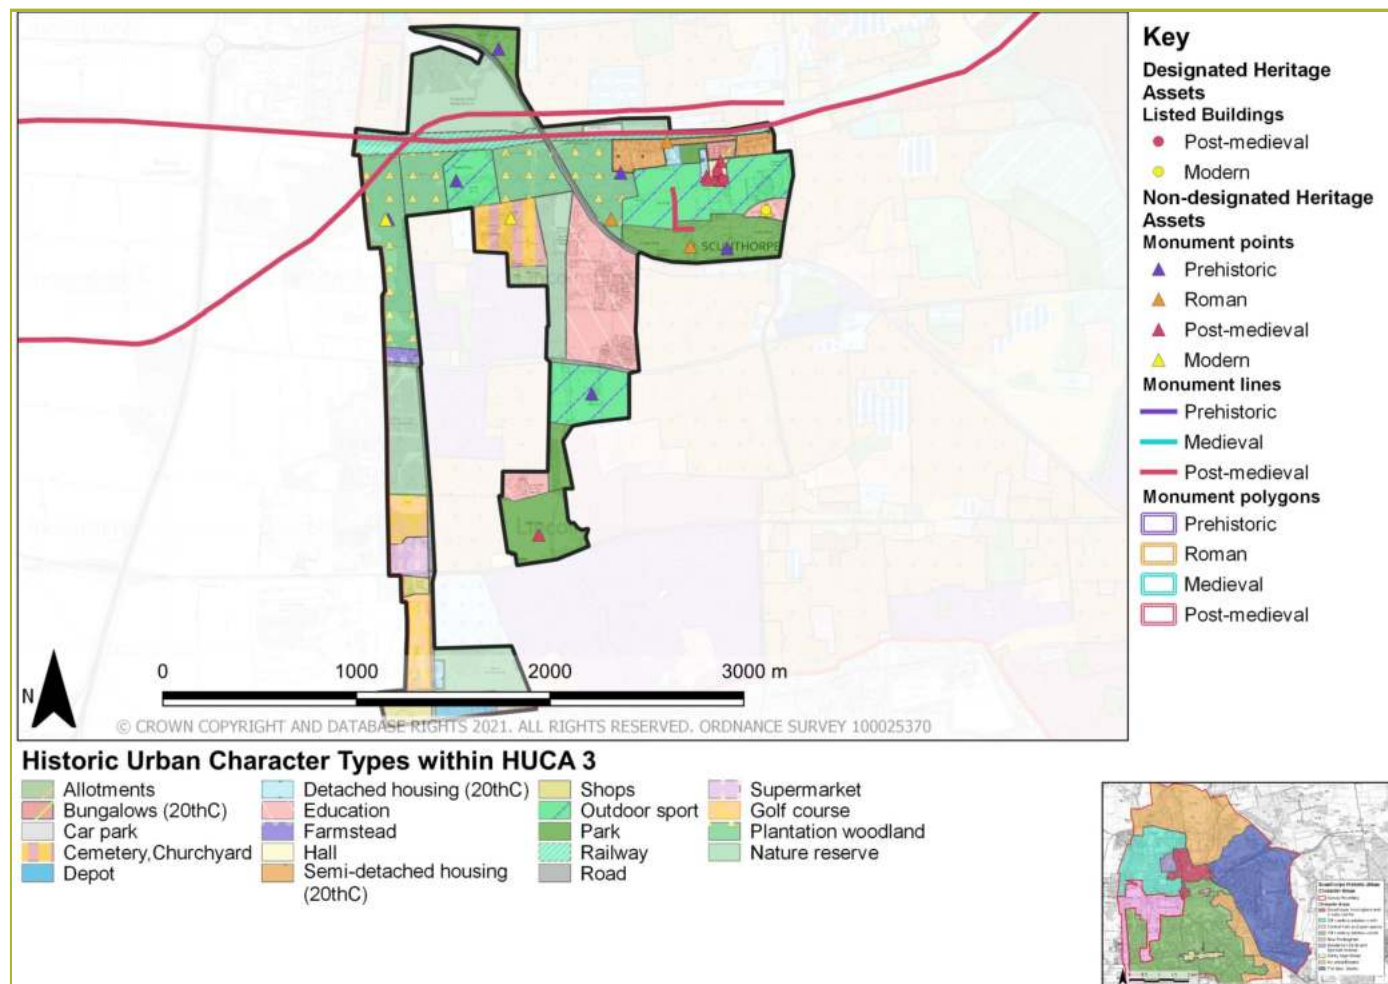 SCUNTHORPE
0 1000 2000 3000 m
N
© CROWN COPYRIGHT AND DATABASE RIGHTS 2021. ALL RIGHTS RESERVED. ORDNANCE SURVEY 100025370
Key
Designated Heritage
Assets
Listed Buildings
Post-medieval
Modern
Non-designated Heritage
Assets
Monument points
Prehistoric
Roman
Post-medieval
Modern
Monument lines
Prehistoric
Medieval
Post-medieval
Monument polygons
Prehistoric
Roman
Medieval
Post-medieval
Historic Urban Character Types within HUCA 3
Allotments
Bungalows (20thC)
Car park
Cemetery,Churchyard
Depot
Detached housing (20thC)
Education
Farmstead
Hall
Semi-detached housing
(20thC)
Shops
Outdoor sport
Park
Railway
Road
Supermarket
Golf course
Plantation woodland
Nature reserve